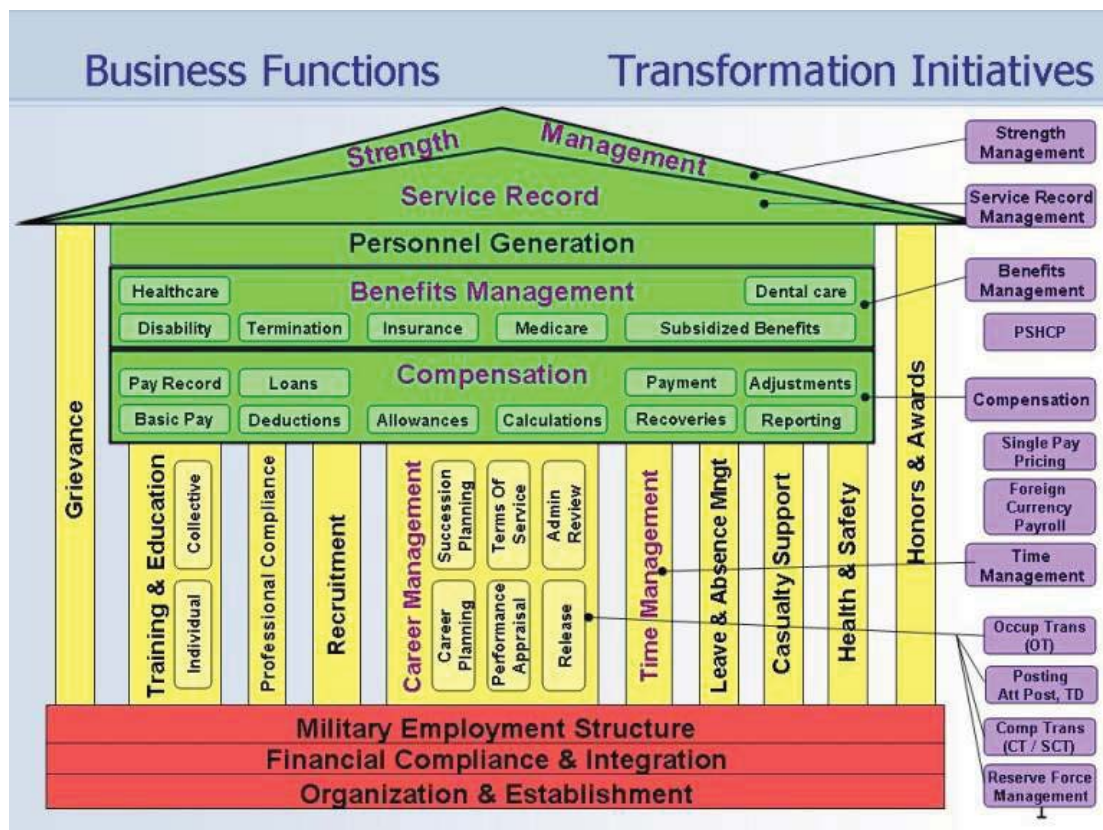 Business Functions
Transformation Initiatives
Strength Management
Service Record
Personnel Generation
Benefits Management
Healthcare
Dental care
Disability
Termination
Insurance
Medicare
Subsidized Benefits
Compensation
Pay Record
Loans
Payment
Adjustments
Basic Pay
Deductions
Allowances
Calculations
Recoveries
Reporting
Grievance
Training & Education
Collective
Individual
Professional Compliance
Recruitment
Career Management
Succession
Planning
Terms Of
Service
Admin
Review
Career
Planning
Performance
Appraisal
Release
Time Management
Leave & Absence Mngt
Casualty Support
Health & Safety
Honors & Awards
Military Employment Structure
Financial Compliance & Integration
Organization & Establishment
Strength
Management
Service Record
Management
Benefits
Management
PSHCP
Compensation
Single Pay
Pricing
Foreign
Currency
Payroll
Time
Management
Occup Trans
(OT)
Posting
Att Post, TD
Comp Trans
(CT / SCT)
Reserve Force
Management